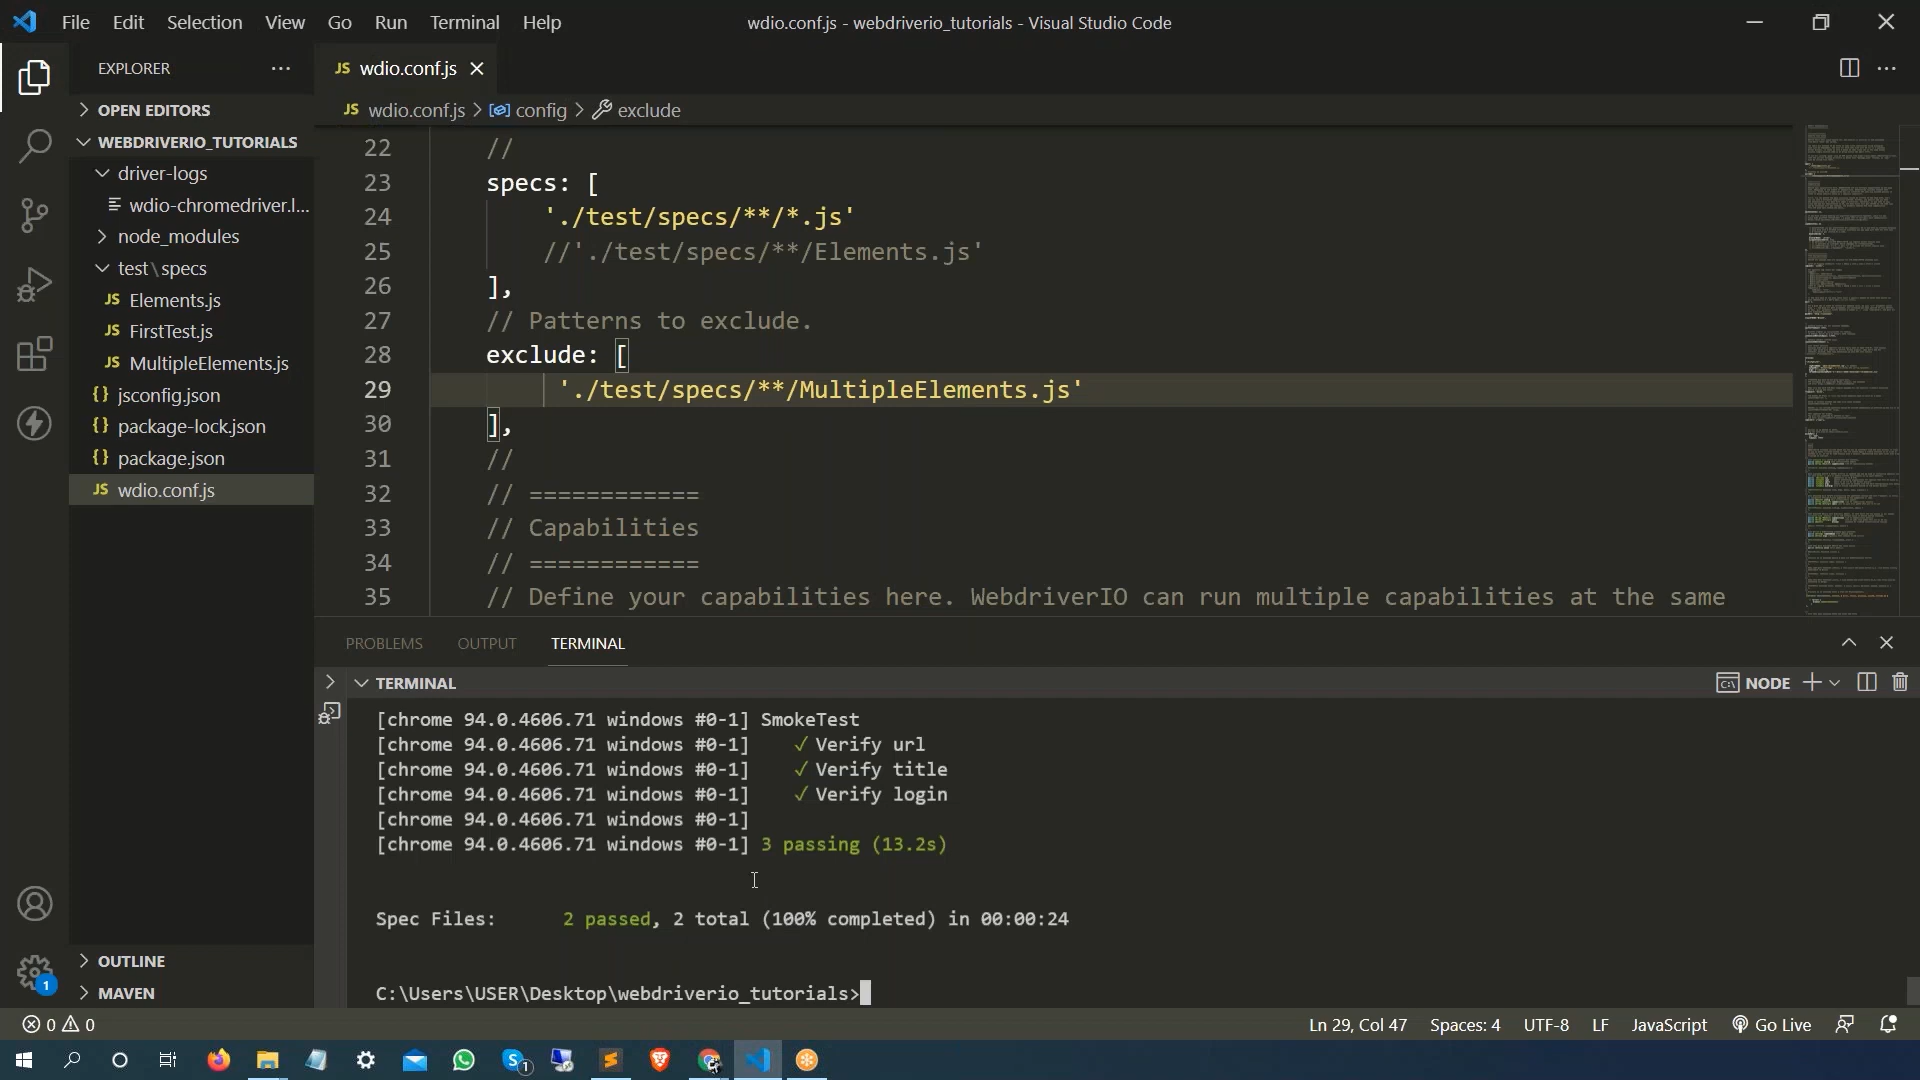 File Edit Selection View Go Run Terminal Help
wdio.conf.js - webdriverio_tutorials - Visual Studio Code
EXPLORER
JS wdio.conf.js
OPEN EDITORS
JS wdio.conf.js > config > exclude
WEBDRIVERIO_TUTORIALS
driver-logs
wdio-chromedriver.l...
node_modules
test\specs
JS Elements.js
JS FirstTest.js
JS MultipleElements.js
{} jsconfig.json
{} package-lock.json
{} package.json
JS wdio.conf.js
OUTLINE
MAVEN
22 //
23 specs: [
24 './test/specs/**/*.js'
25 //'./test/specs/**/Elements.js'
26 ],
27 // Patterns to exclude.
28 exclude: [
29 './test/specs/**/MultipleElements.js'
30 ],
31 //
32 // ============
33 // Capabilities
34 // ============
35 // Define your capabilities here. WebdriverIO can run multiple capabilities at the same
PROBLEMS OUTPUT TERMINAL
TERMINAL
NODE
[chrome 94.0.4606.71 windows #0-1] SmokeTest
[chrome 94.0.4606.71 windows #0-1] ✓ Verify url
[chrome 94.0.4606.71 windows #0-1] ✓ Verify title
[chrome 94.0.4606.71 windows #0-1] ✓ Verify login
[chrome 94.0.4606.71 windows #0-1]
[chrome 94.0.4606.71 windows #0-1] 3 passing (13.2s)
Spec Files: 2 passed, 2 total (100% completed) in 00:00:24
C:\Users\USER\Desktop\webdriverio_tutorials>
1
0 0
Ln 29, Col 47 Spaces: 4 UTF-8 LF JavaScript Go Live
1